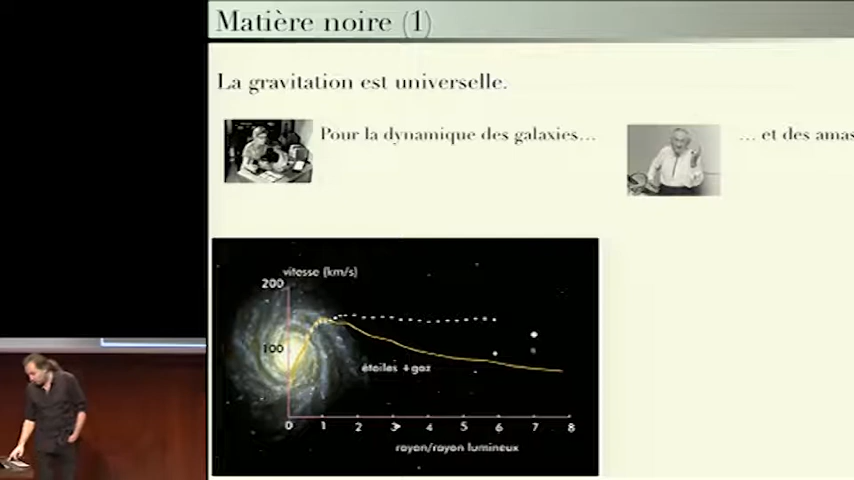 Matière noire (1)
La gravitation est universelle.
Pour la dynamique des galaxies...
... et des amas
vitesse (km/s)
200
100
étoiles + gaz
0 1 2 3 4 5 6 7 8
rayon/rayon lumineux